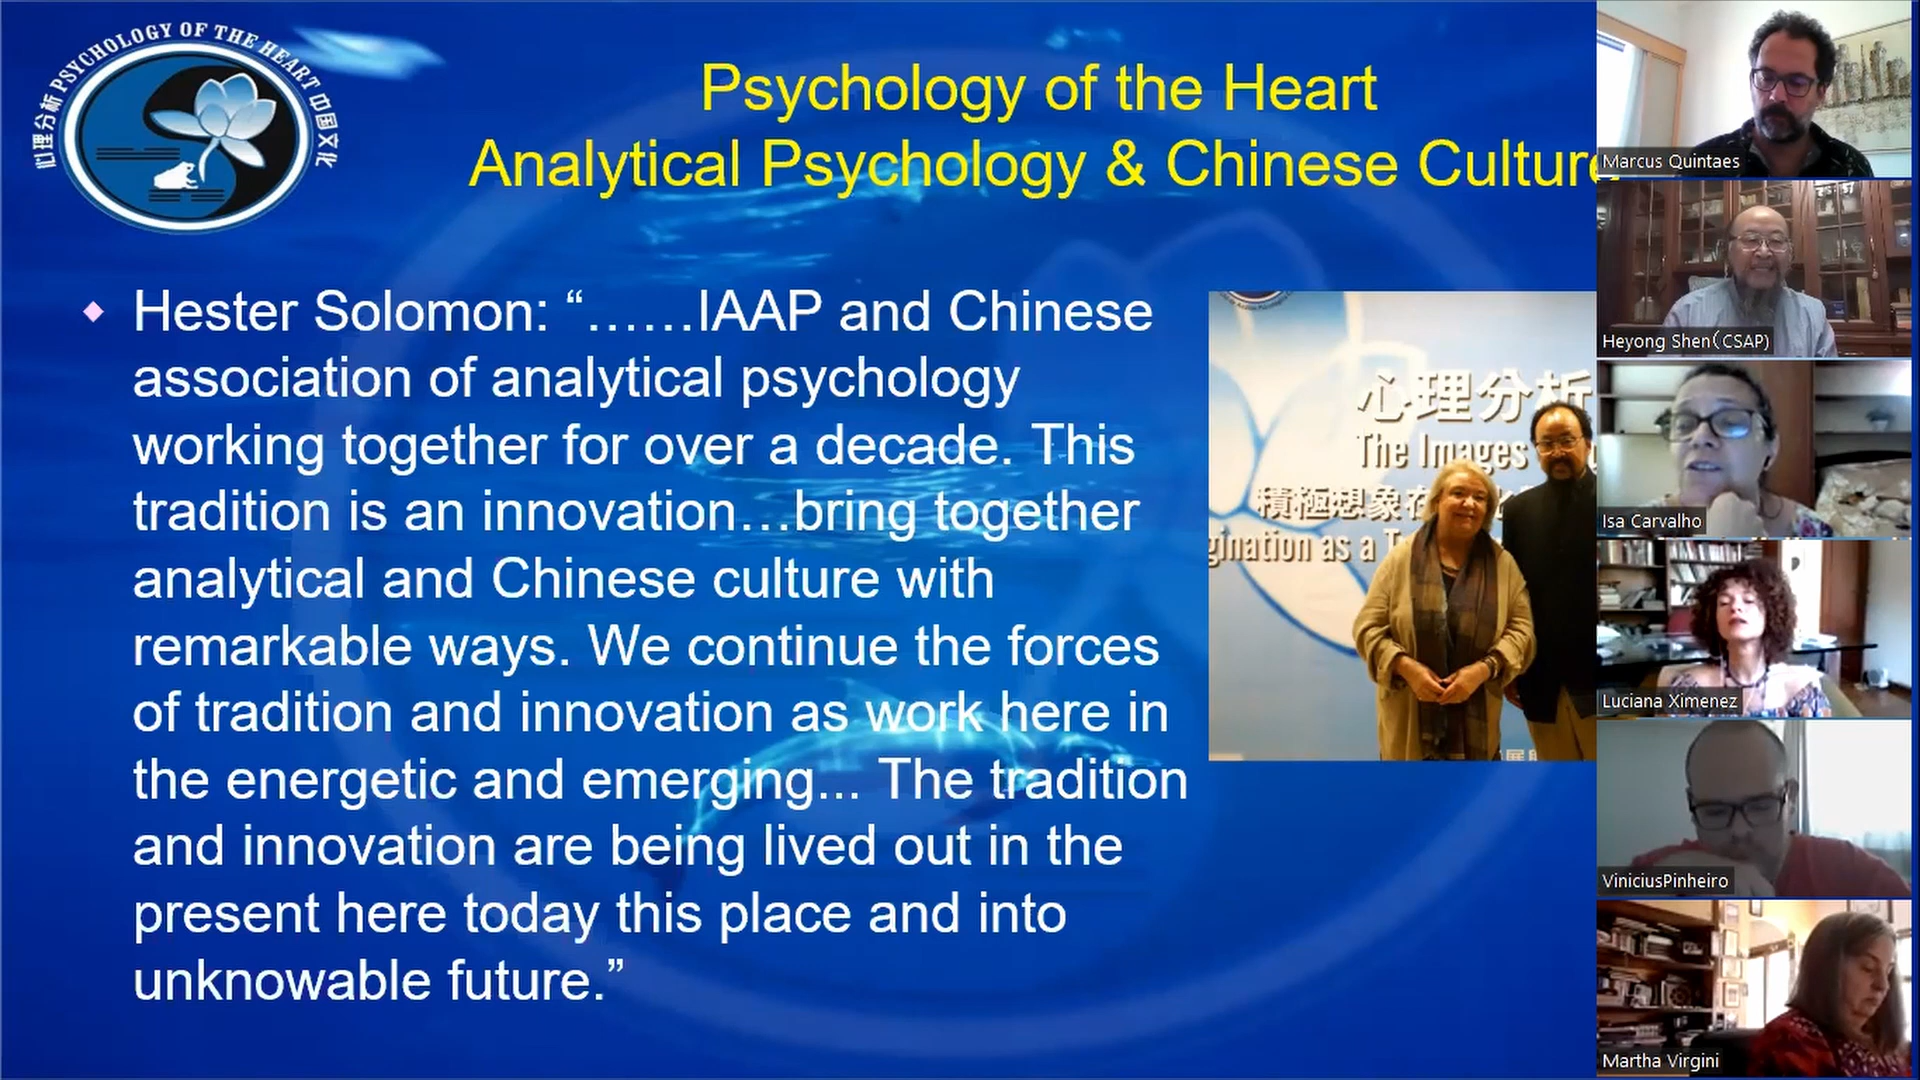 心理分析 PSYCHOLOGY OF THE HEART 中国文化
Psychology of the Heart
Analytical Psychology & Chinese Culture
Hester Solomon: “……IAAP and Chinese
association of analytical psychology
working together for over a decade. This
tradition is an innovation…bring together
analytical and Chinese culture with
remarkable ways. We continue the forces
of tradition and innovation as work here in
the energetic and emerging... The tradition
and innovation are being lived out in the
present here today this place and into
unknowable future.”
心理分析
The Images
積極想象在
gination as a T
Marcus Quintaes
Heyong Shen（CSAP)
Isa Carvalho
Luciana Ximenez
ViniciusPinheiro
Martha Virgini